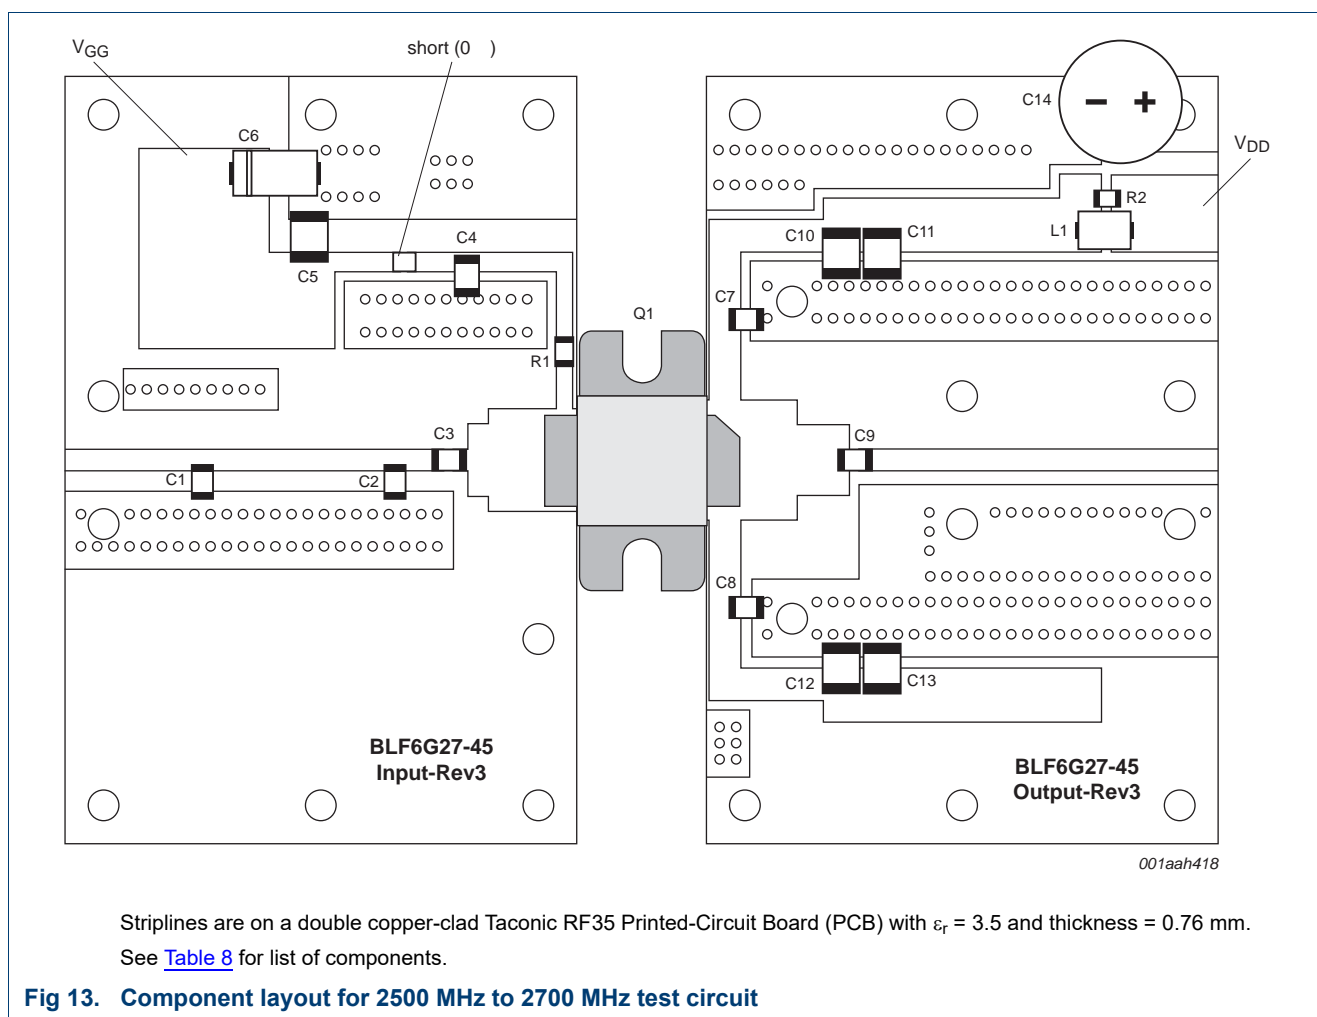 VGG
short (0 )
C14
− +
C6
VDD
R2
L1
C4
C10
C11
C5
C7
Q1
R1
C3
C9
C1
C2
C8
C12
C13
BLF6G27-45
Input-Rev3
BLF6G27-45
Output-Rev3
001aah418
Striplines are on a double copper-clad Taconic RF35 Printed-Circuit Board (PCB) with εr = 3.5 and thickness = 0.76 mm.
See Table 8 for list of components.
Fig 13. Component layout for 2500 MHz to 2700 MHz test circuit